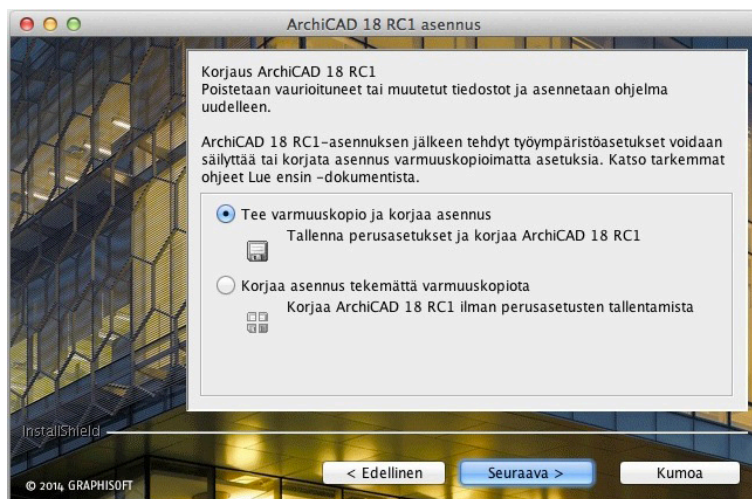 ArchiCAD 18 RC1 asennus
Korjaus ArchiCAD 18 RC1
Poistetaan vaurioituneet tai muutetut tiedostot ja asennetaan ohjelma
uudelleen.
ArchiCAD 18 RC1-asennuksen jälkeen tehdyt työympäristöasetukset voidaan
säilyttää tai korjata asennus varmuuskopioimatta asetuksia. Katso tarkemmat
ohjeet Lue ensin -dokumentista.
Tee varmuuskopio ja korjaa asennus
Tallenna perusasetukset ja korjaa ArchiCAD 18 RC1
Korjaa asennus tekemättä varmuuskopiota
Korjaa ArchiCAD 18 RC1 ilman perusasetusten tallentamista
InstallShield
< Edellinen
Seuraava >
Kumoa
© 2014 GRAPHISOFT